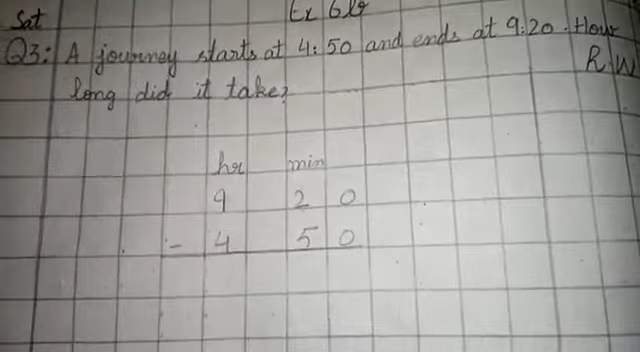 Sat
Ex 6
Q3: A journey starts at 4:50 and ends at 9:20. How
R.W
long did it take?
hr min
9 2 0
- 4 5 0